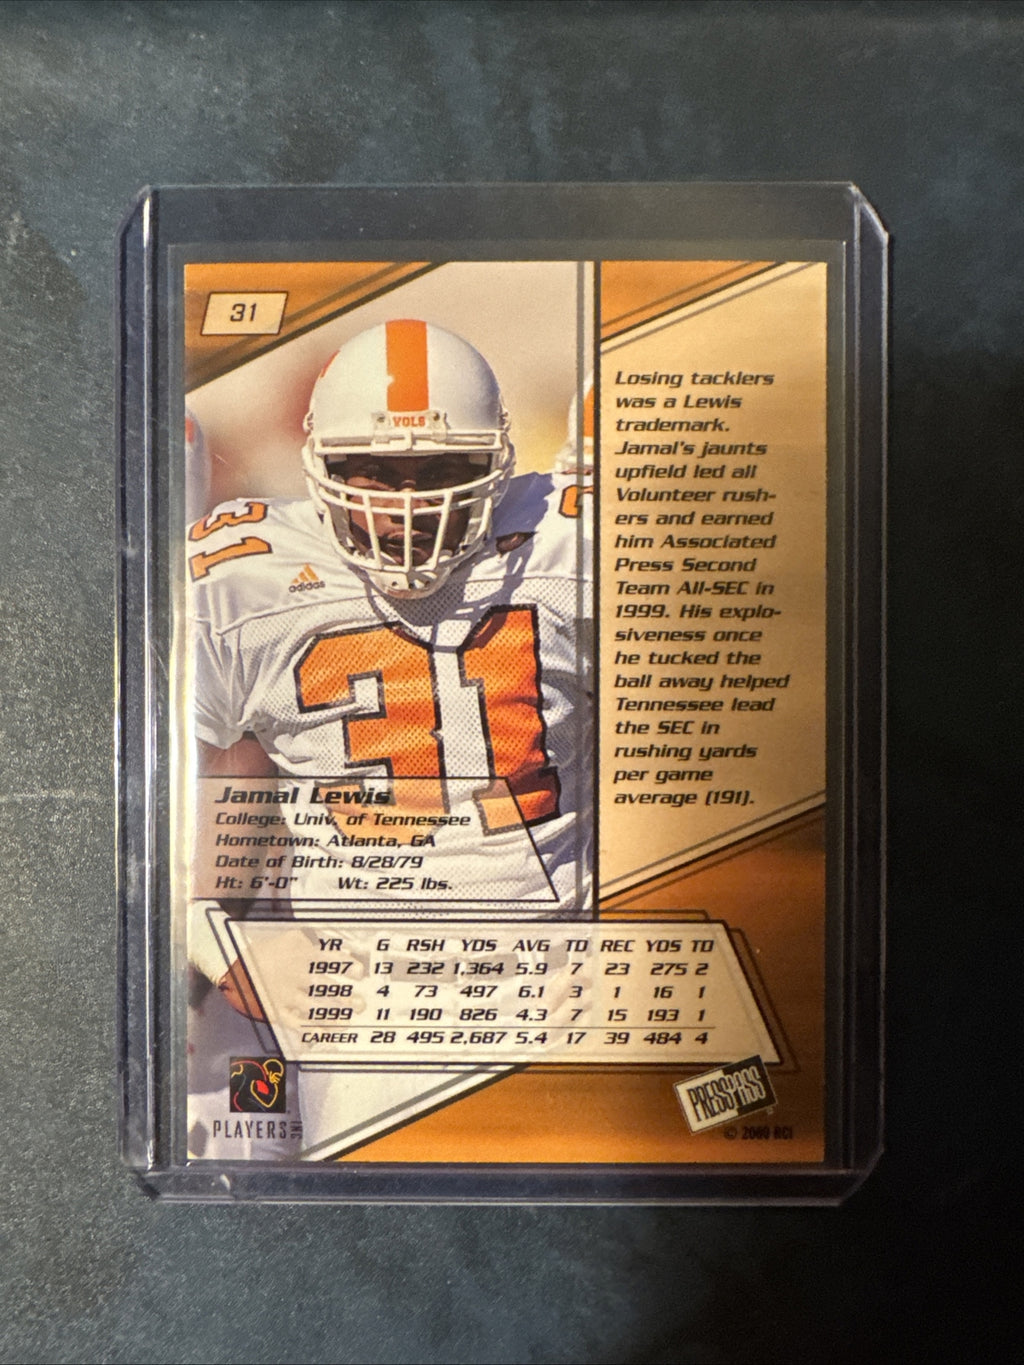 31
Losing tacklers
was a Lewis
trademark.
Jamal's jaunts
upfield led all
Volunteer rush-
ers and earned
him Associated
Press Second
Team All-SEC in
1999. His explo-
siveness once
he tucked the
ball away helped
Tennessee lead
the SEC in
rushing yards
per game
average (191).
VOLS
31
adidas
31
Jamal Lewis
College: Univ. of Tennessee
Hometown: Atlanta, GA
Date of Birth: 8/28/79
Ht: 6'-0" Wt: 225 lbs.
YR G RSH YDS AVG TD REC YDS TD
1997 13 232 1,364 5.9 7 23 275 2
1998 4 73 497 6.1 3 1 16 1
1999 11 190 826 4.3 7 15 193 1
CAREER 28 495 2,687 5.4 17 39 484 4
PLAYERS INC
PRESS PASS
© 2000 RCI